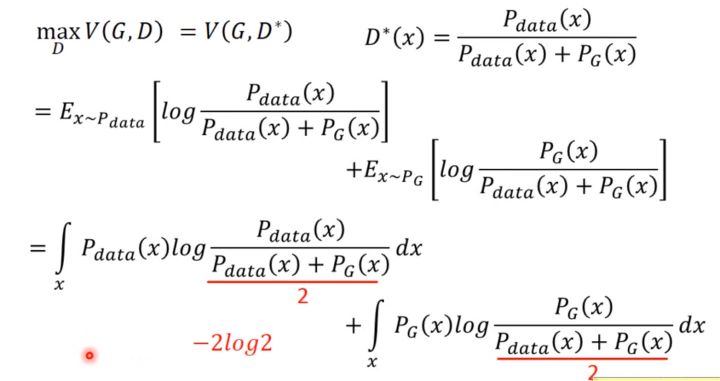 max_D V(G, D) = V(G, D*)    D*(x) = P_data(x) / (P_data(x) + P_G(x))
= E_{x~P_data} [log P_data(x) / (P_data(x) + P_G(x))]
+E_{x~P_G} [log P_G(x) / (P_data(x) + P_G(x))]
= ∫_x P_data(x) log P_data(x) / (P_data(x) + P_G(x)) dx
2
+ ∫_x P_G(x) log P_G(x) / (P_data(x) + P_G(x)) dx
−2log2
2